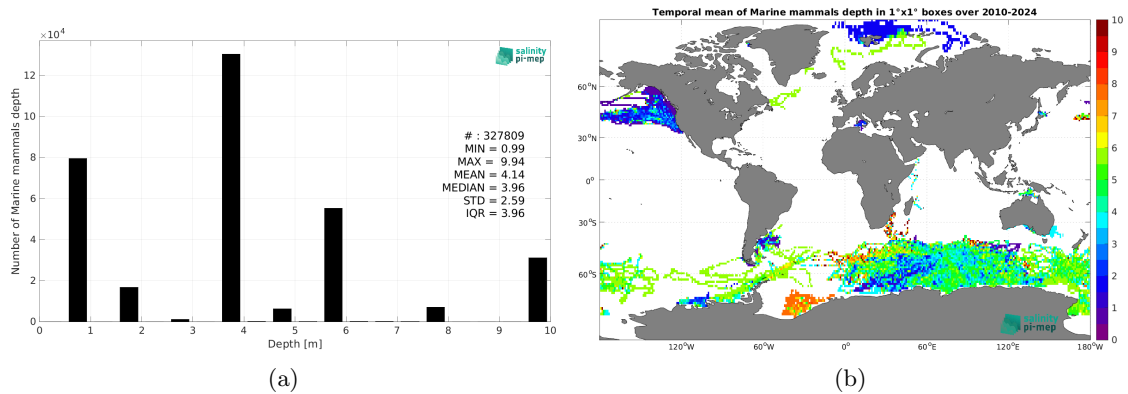 ×10⁴
12
10
8
6
4
2
0
Number of Marine mammals depth
salinity
pi-mep
# : 327809
MIN = 0.99
MAX = 9.94
MEAN = 4.14
MEDIAN = 3.96
STD = 2.59
IQR = 3.96
0 1 2 3 4 5 6 7 8 9 10
Depth [m]
(a)
Temporal mean of Marine mammals depth in 1°x1° boxes over 2010-2024
60°N
30°N
0°
30°S
60°S
120°W 60°W 0° 60°E 120°E 180°W
salinity
pi-mep
10
9
8
7
6
5
4
3
2
1
0
(b)